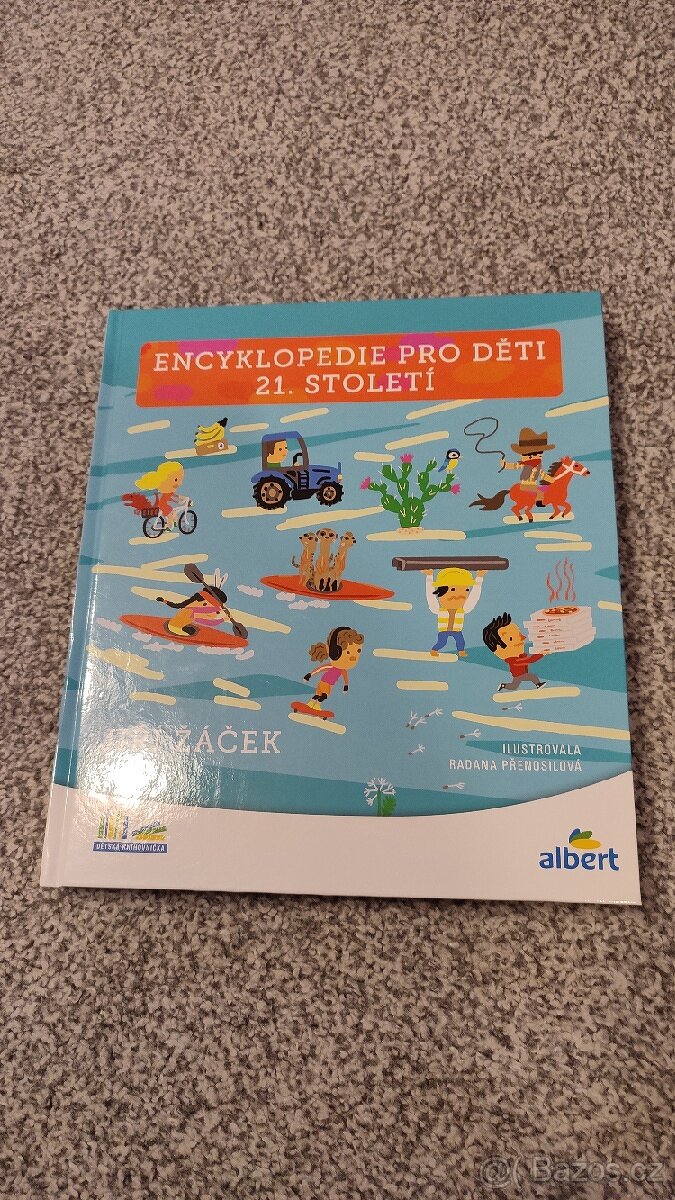 ENCYKLOPEDIE PRO DĚTI
21. STOLETÍ
ZÁČEK
ILUSTROVALA
RADANA PŘENOSILOVÁ
DĚTSKÁ KNIHOVNIČKA
albert
Bazos.cz